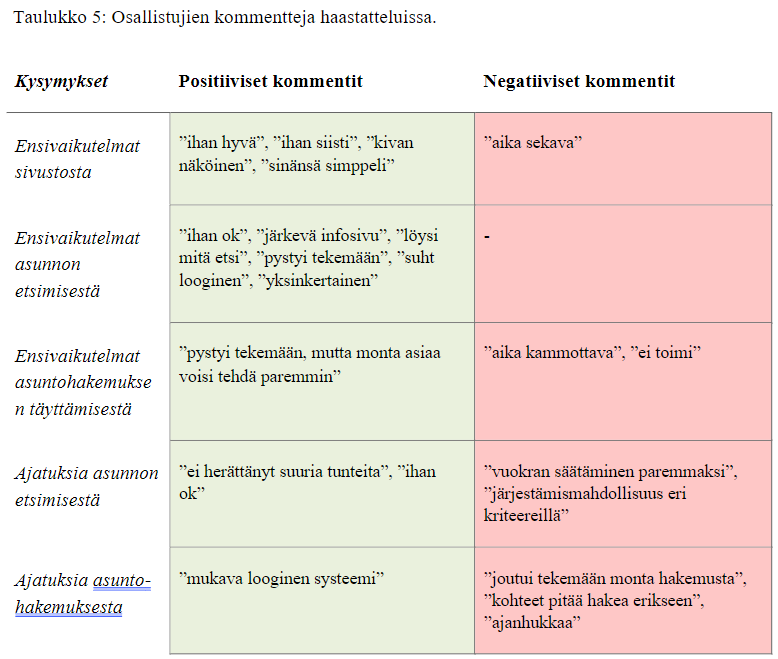 Taulukko 5: Osallistujien kommentteja haastatteluissa.
Kysymykset
Positiiviset kommentit
Negatiiviset kommentit
Ensivaikutelmat
sivustosta
”ihan hyvä”, ”ihan siisti”, ”kivan
näköinen”, ”sinänsä simppeli”
”aika sekava”
Ensivaikutelmat
asunnon
etsimisestä
”ihan ok”, ”järkevä infosivu”, ”löysi
mitä etsi”, ”pystyi tekemään”, ”suht
looginen”, ”yksinkertainen”
-
Ensivaikutelmat
asuntohakemukse
n täyttämisestä
”pystyi tekemään, mutta monta asiaa
voisi tehdä paremmin”
”aika kammottava”, ”ei toimi”
Ajatuksia asunnon
etsimisestä
”ei herättänyt suuria tunteita”, ”ihan
ok”
”vuokran säätäminen paremmaksi”,
”järjestämismahdollisuus eri
kriteereillä”
Ajatuksia asunto-
hakemuksesta
”mukava looginen systeemi”
”joutui tekemään monta hakemusta”,
”kohteet pitää hakea erikseen”,
”ajanhukkaa”